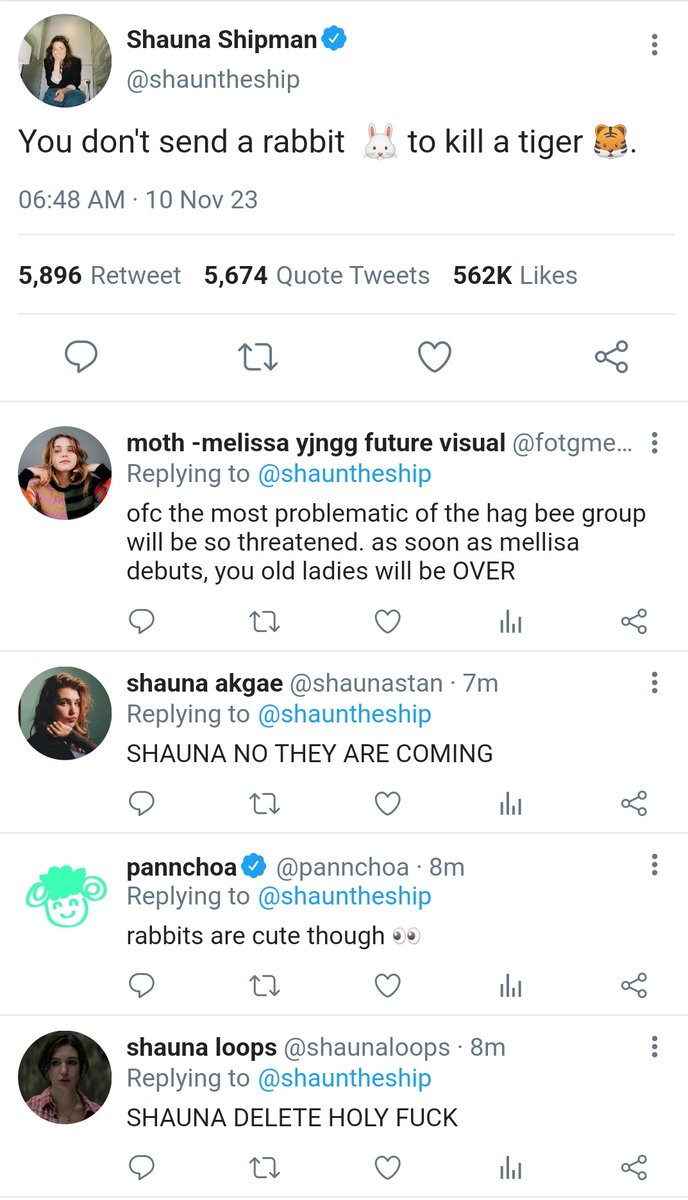 Shauna Shipman
@shauntheship
You don't send a rabbit 🐰 to kill a tiger 🐯.
06:48 AM · 10 Nov 23
5,896 Retweet 5,674 Quote Tweets 562K Likes
moth -melissa yjngg future visual @fotgme...
Replying to @shauntheship
ofc the most problematic of the hag bee group
will be so threatened. as soon as mellisa
debuts, you old ladies will be OVER
shauna akgae @shaunastan · 7m
Replying to @shauntheship
SHAUNA NO THEY ARE COMING
pannchoa @pannchoa · 8m
Replying to @shauntheship
rabbits are cute though 👀
shauna loops @shaunaloops · 8m
Replying to @shauntheship
SHAUNA DELETE HOLY FUCK